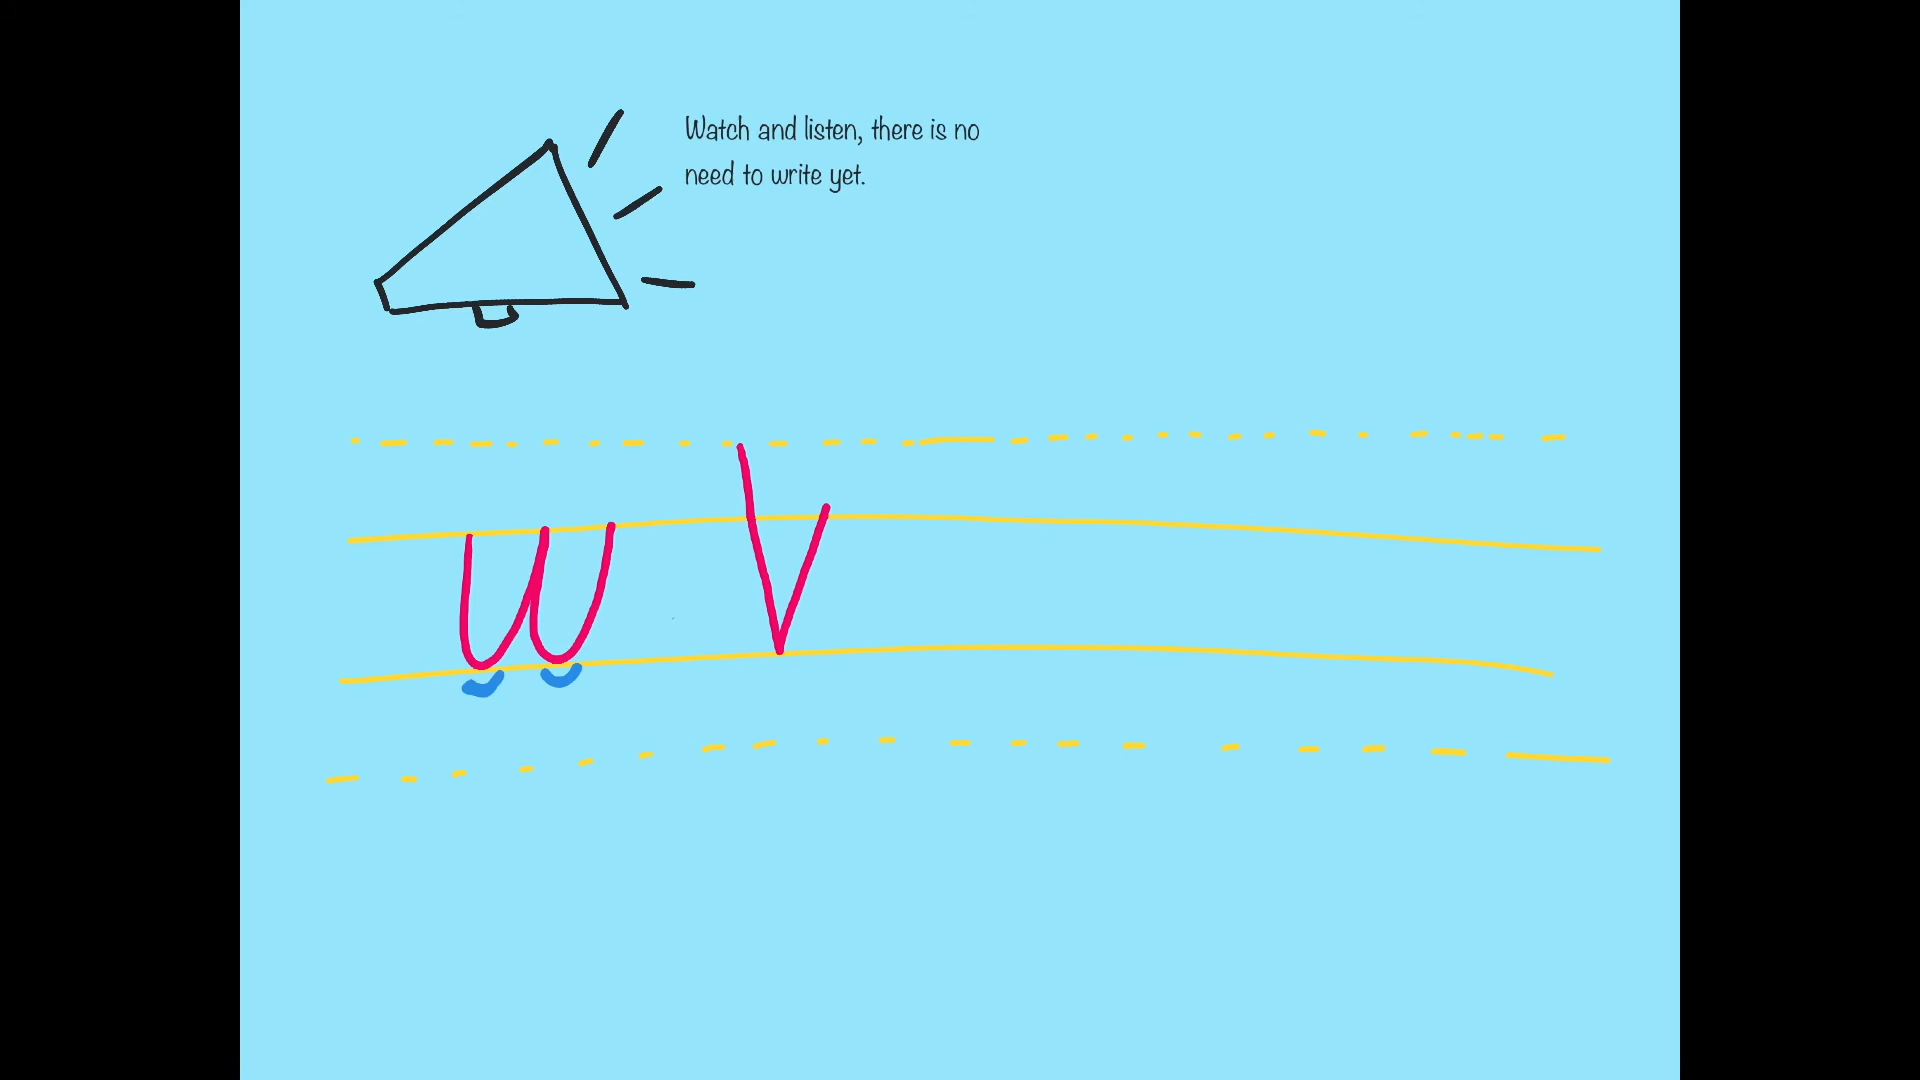 Watch and listen, there is no
need to write yet.
w V